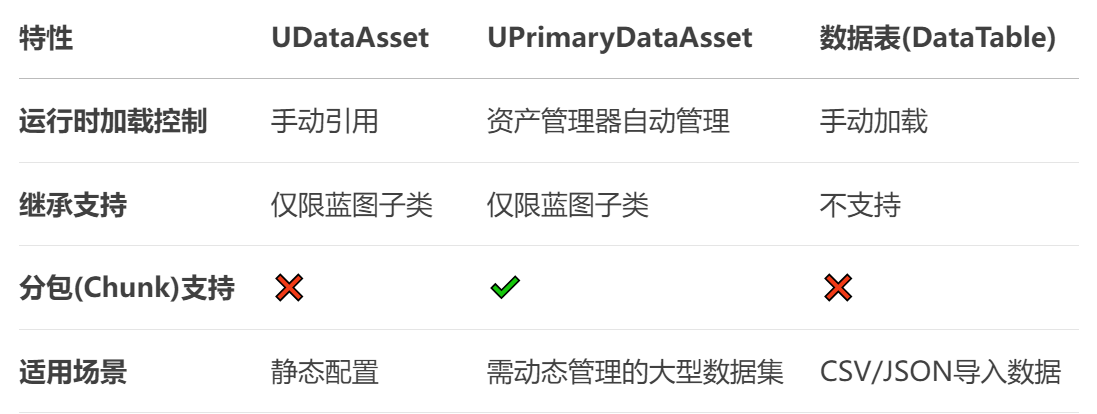 特性 UDataAsset UPrimaryDataAsset 数据表(DataTable)
运行时加载控制 手动引用 资产管理器自动管理 手动加载
继承支持 仅限蓝图子类 仅限蓝图子类 不支持
分包(Chunk)支持 ❌ ✔ ❌
适用场景 静态配置 需动态管理的大型数据集 CSV/JSON导入数据